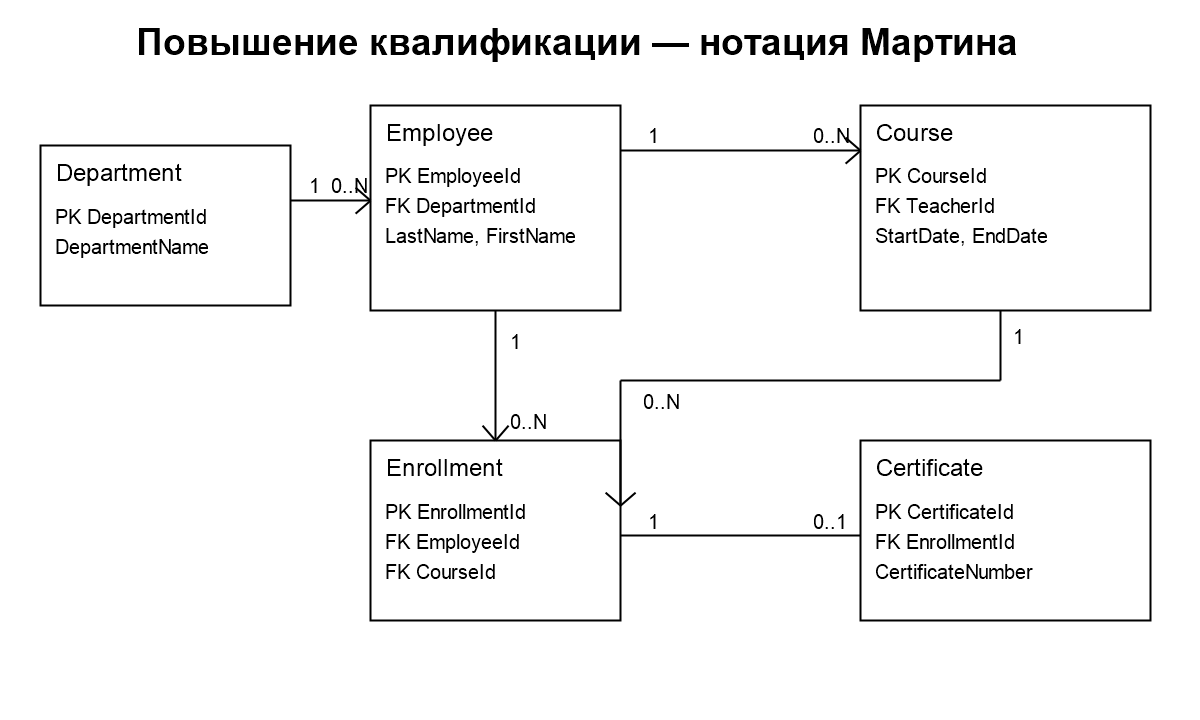 Повышение квалификации — нотация Мартина
Department
PK DepartmentId
DepartmentName
1 0..N
Employee
PK EmployeeId
FK DepartmentId
LastName, FirstName
1
0..N
Course
PK CourseId
FK TeacherId
StartDate, EndDate
1
0..N
1
0..N
Enrollment
PK EnrollmentId
FK EmployeeId
FK CourseId
1
0..1
Certificate
PK CertificateId
FK EnrollmentId
CertificateNumber